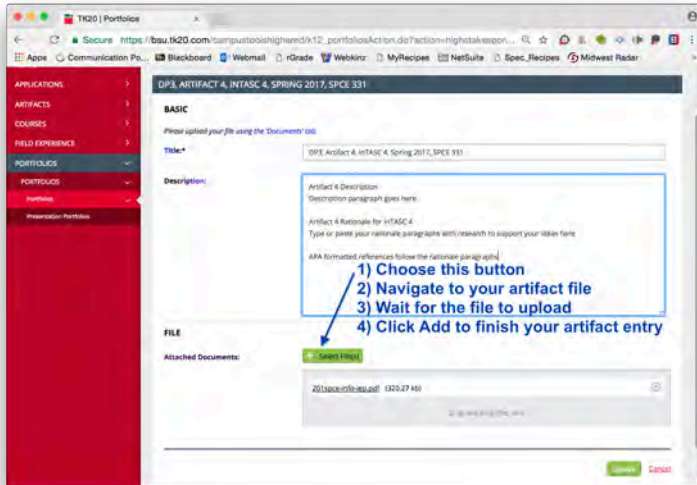 TK20 | Portfolios
Secure https://bsu.tk20.com/campustoolshighered/k12_portfoliosAction.do?action=highstakespor...
Apps Communication Po... Blackboard Webmail rGrade Webkinz MyRecipes NetSuite Spec_Recipes Midwest Radar
APPLICATIONS
ARTIFACTS
COURSES
FIELD EXPERIENCE
PORTFOLIOS
PORTFOLIOS
Portfolios
Presentation Portfolios
DP3, ARTIFACT 4, INTASC 4, SPRING 2017, SPCE 331
BASIC
Please upload your file using the 'Documents' tab.
Title:*
DP3, Artifact 4, InTASC 4, Spring 2017, SPCE 331
Description:
Artifact 4 Description
Description paragraph goes here.
Artifact 4 Rationale for InTASC 4
Type or paste your rationale paragraphs with research to support your ideas here.
APA formatted references follow the rationale paragraphs
1) Choose this button
2) Navigate to your artifact file
3) Wait for the file to upload
4) Click Add to finish your artifact entry
FILE
Attached Documents:
+ Select File(s)
201spce-info-iep.pdf (320.27 kb)
Update Cancel